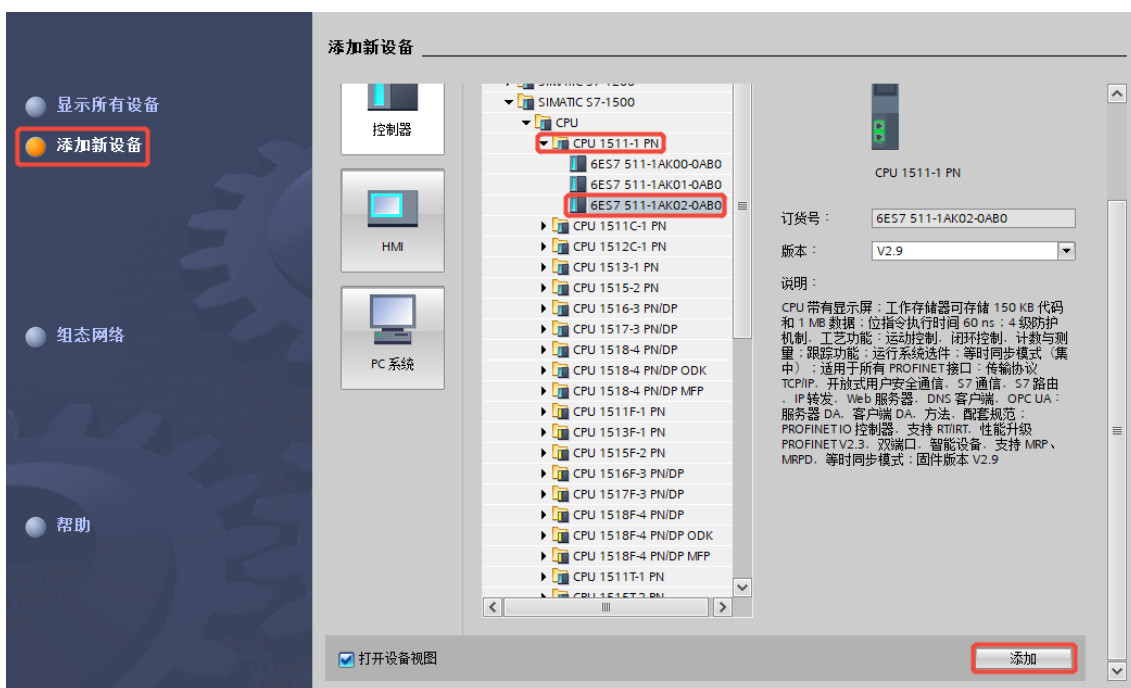 添加新设备
显示所有设备
添加新设备
组态网络
帮助
控制器
HMI
PC 系统
SIMATIC S7-1500
CPU
CPU 1511-1 PN
6ES7 511-1AK00-0AB0
6ES7 511-1AK01-0AB0
6ES7 511-1AK02-0AB0
CPU 1511C-1 PN
CPU 1512C-1 PN
CPU 1513-1 PN
CPU 1515-2 PN
CPU 1516-3 PN/DP
CPU 1517-3 PN/DP
CPU 1518-4 PN/DP
CPU 1518-4 PN/DP ODK
CPU 1518-4 PN/DP MFP
CPU 1511F-1 PN
CPU 1513F-1 PN
CPU 1515F-2 PN
CPU 1516F-3 PN/DP
CPU 1517F-3 PN/DP
CPU 1518F-4 PN/DP
CPU 1518F-4 PN/DP ODK
CPU 1518F-4 PN/DP MFP
CPU 1511T-1 PN
CPU 1511-1 PN
订货号：
6ES7 511-1AK02-0AB0
版本：
V2.9
说明：
CPU 带有显示屏；工作存储器可存储 150 KB 代码
和 1 MB 数据；位指令执行时间 60 ns；4 级防护
机制．工艺功能：运动控制．闭环控制．计数与测
量；跟踪功能；运行系统选件；等时同步模式（集
中）；适用于所有 PROFINET 接口：传输协议
TCP/IP．开放式用户安全通信．S7 通信．S7 路由
．IP 转发．Web 服务器．DNS 客户端．OPC UA：
服务器 DA．客户端 DA．方法．配套规范；
PROFINET IO 控制器．支持 RT/IRT．性能升级
PROFINET V2.3．双端口．智能设备．支持 MRP、
MRPD．等时同步模式；固件版本 V2.9
打开设备视图
添加